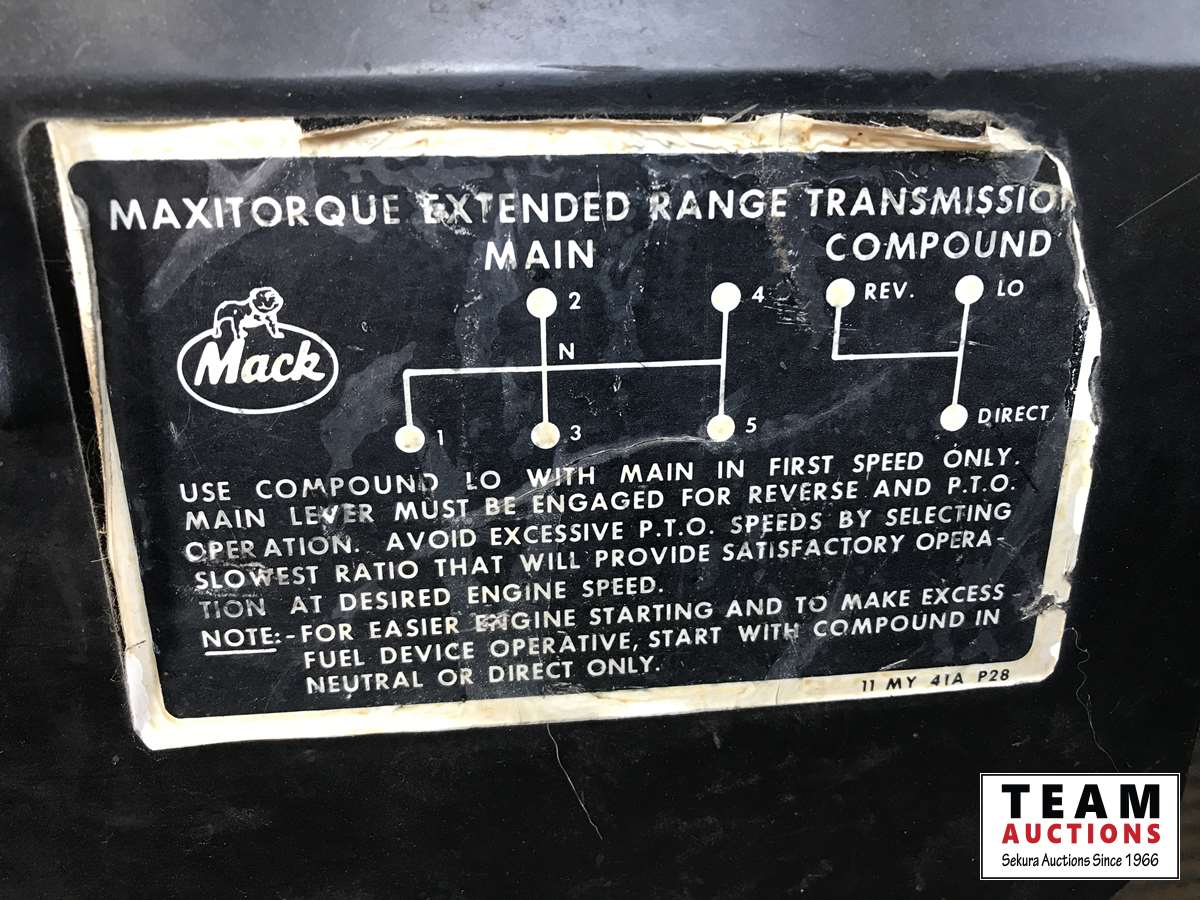 MAXITORQUE EXTENDED RANGE TRANSMISSIO
MAIN COMPOUND
2 4 REV. LO
N
Mack
1 3 5 DIRECT
USE COMPOUND LO WITH MAIN IN FIRST SPEED ONLY.
MAIN LEVER MUST BE ENGAGED FOR REVERSE AND P.T.O.
OPERATION. AVOID EXCESSIVE P.T.O. SPEEDS BY SELECTING
SLOWEST RATIO THAT WILL PROVIDE SATISFACTORY OPERA-
TION AT DESIRED ENGINE SPEED.
NOTE:-FOR EASIER ENGINE STARTING AND TO MAKE EXCESS
FUEL DEVICE OPERATIVE, START WITH COMPOUND IN
NEUTRAL OR DIRECT ONLY.
11 MY 41A P28
TEAM
AUCTIONS
Sekura Auctions Since 1966